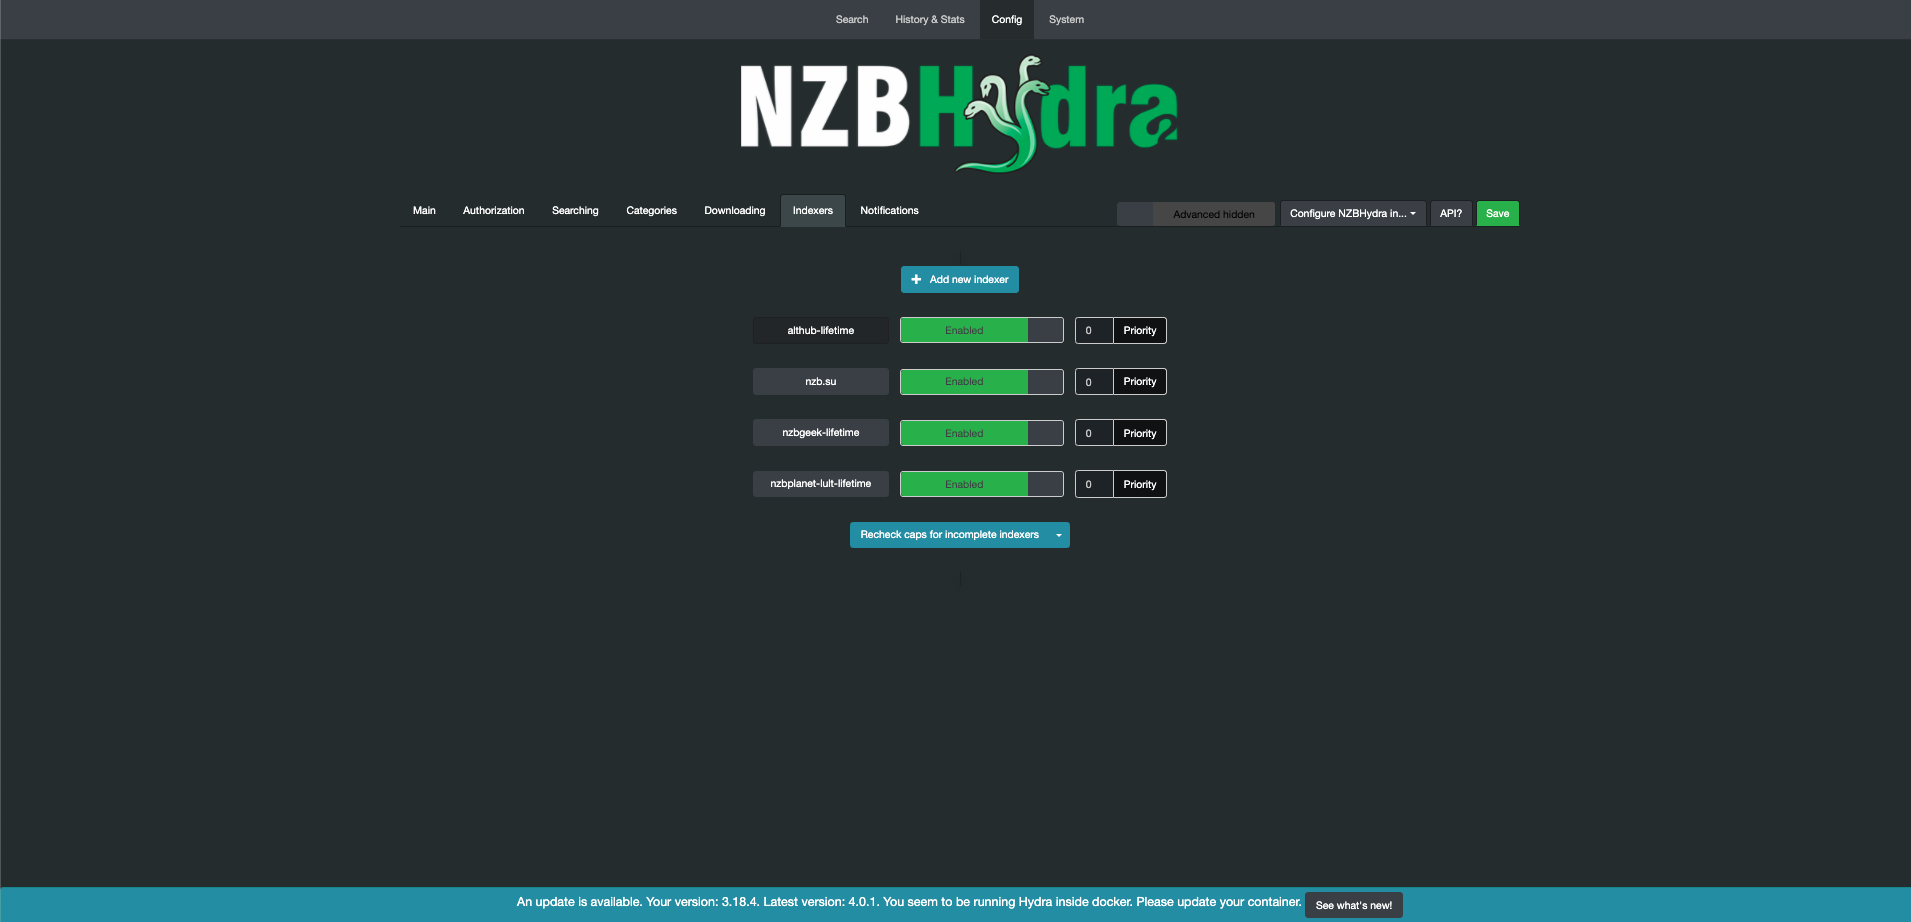 Search History & Stats Config System
NZBHydra2
Main Authorization Searching Categories Downloading Indexers Notifications Advanced hidden Configure NZBHydra in... API? Save
Add new indexer
althub-lifetime Enabled 0 Priority
nzb.su Enabled 0 Priority
nzbgeek-lifetime Enabled 0 Priority
nzbplanet-lult-lifetime Enabled 0 Priority
Recheck caps for incomplete indexers
An update is available. Your version: 3.18.4. Latest version: 4.0.1. You seem to be running Hydra inside docker. Please update your container. See what's new!